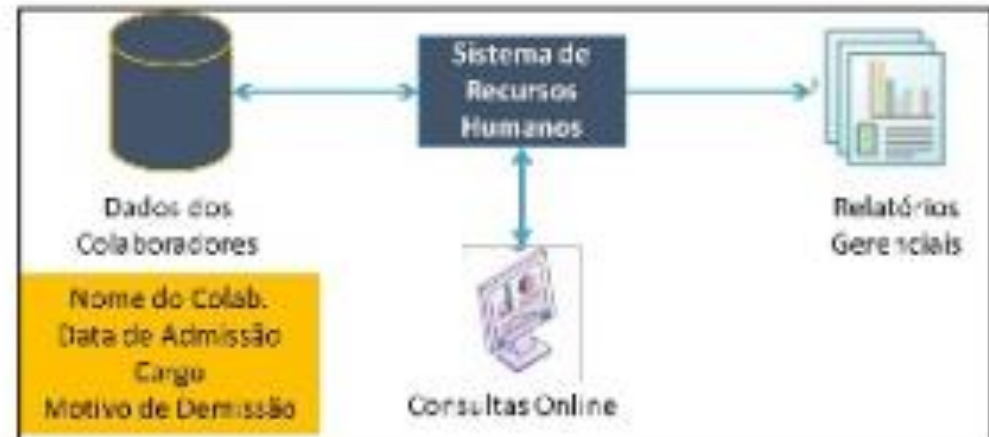 Sistema de
Recursos
Humanos
Dados dos
Colaboradores
Relatórios
Gerenciais
Nome do Colab.
Data de Admissão
Cargo
Motivo de Demissão
Consultas Online